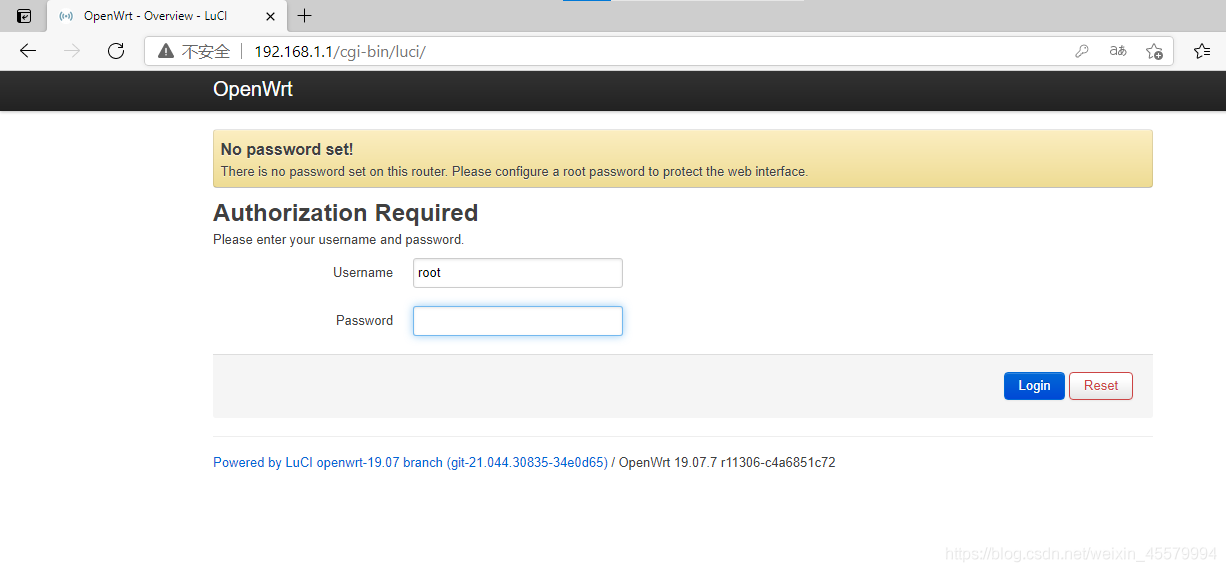 OpenWrt - Overview - LuCI
不安全 192.168.1.1/cgi-bin/luci/
aあ
OpenWrt
No password set!
There is no password set on this router. Please configure a root password to protect the web interface.
Authorization Required
Please enter your username and password.
Username root
Password
Login Reset
Powered by LuCI openwrt-19.07 branch (git-21.044.30835-34e0d65) / OpenWrt 19.07.7 r11306-c4a6851c72
https://blog.csdn.net/weixin_45579994